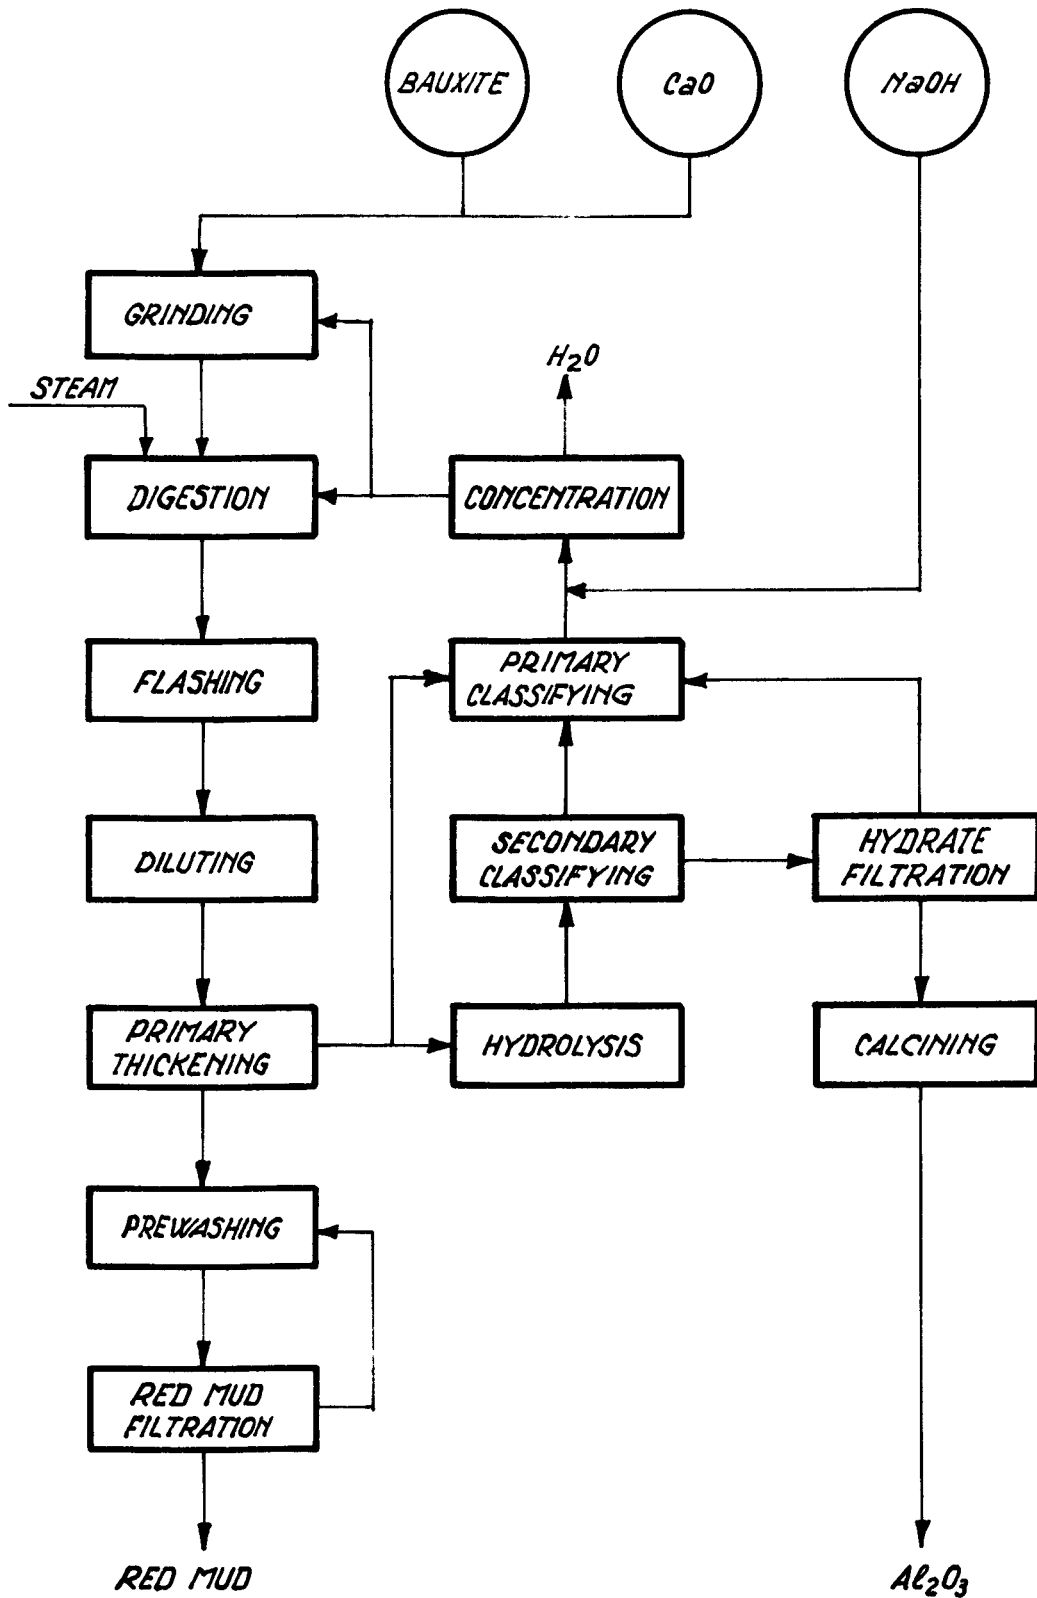 BAUXITE
CaO
NaOH
GRINDING
STEAM
H₂O
DIGESTION
CONCENTRATION
FLASHING
PRIMARY
CLASSIFYING
DILUTING
SECONDARY
CLASSIFYING
HYDRATE
FILTRATION
PRIMARY
THICKENING
HYDROLYSIS
CALCINING
PREWASHING
RED MUD
FILTRATION
RED MUD
Al₂O₃